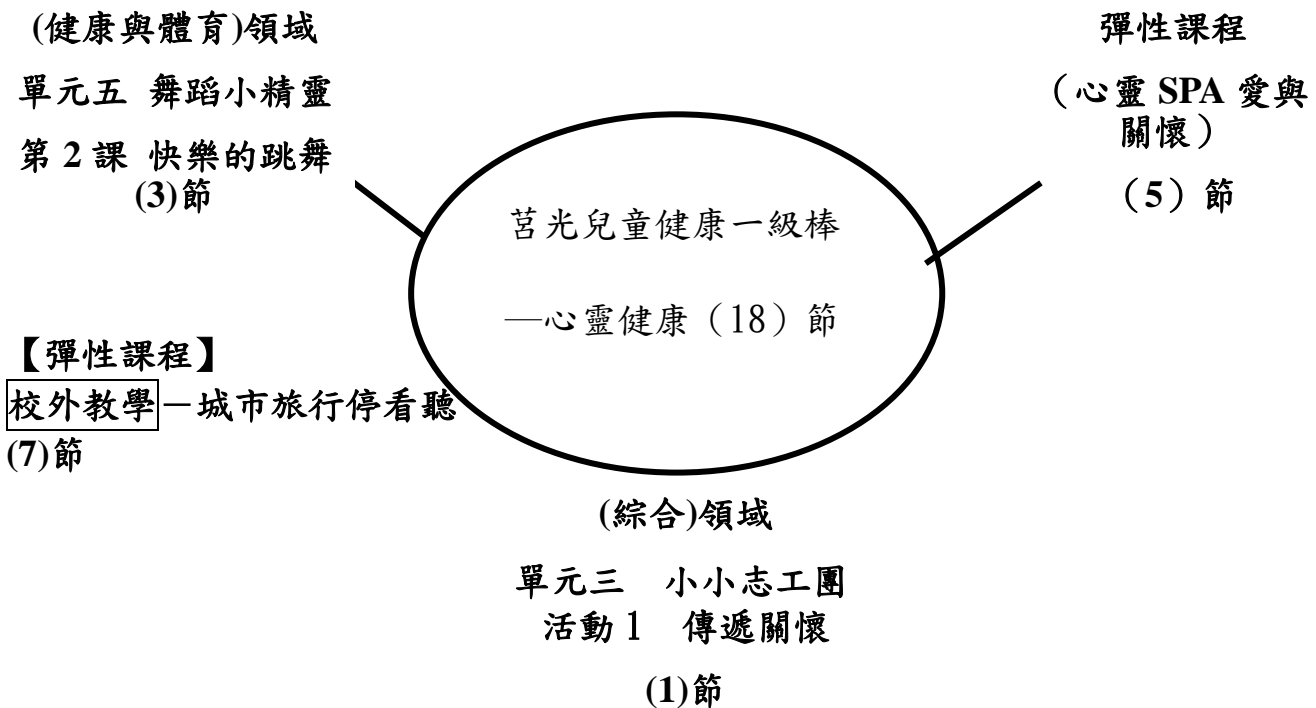 (健康與體育)領域
單元五 舞蹈小精靈
第 2 課 快樂的跳舞
(3)節
彈性課程
（心靈 SPA 愛與
關懷）
（5）節
莒光兒童健康一級棒
—心靈健康（18）節
【彈性課程】
校外教學－城市旅行停看聽
(7)節
(綜合)領域
單元三　小小志工團
活動 1　傳遞關懷
(1)節